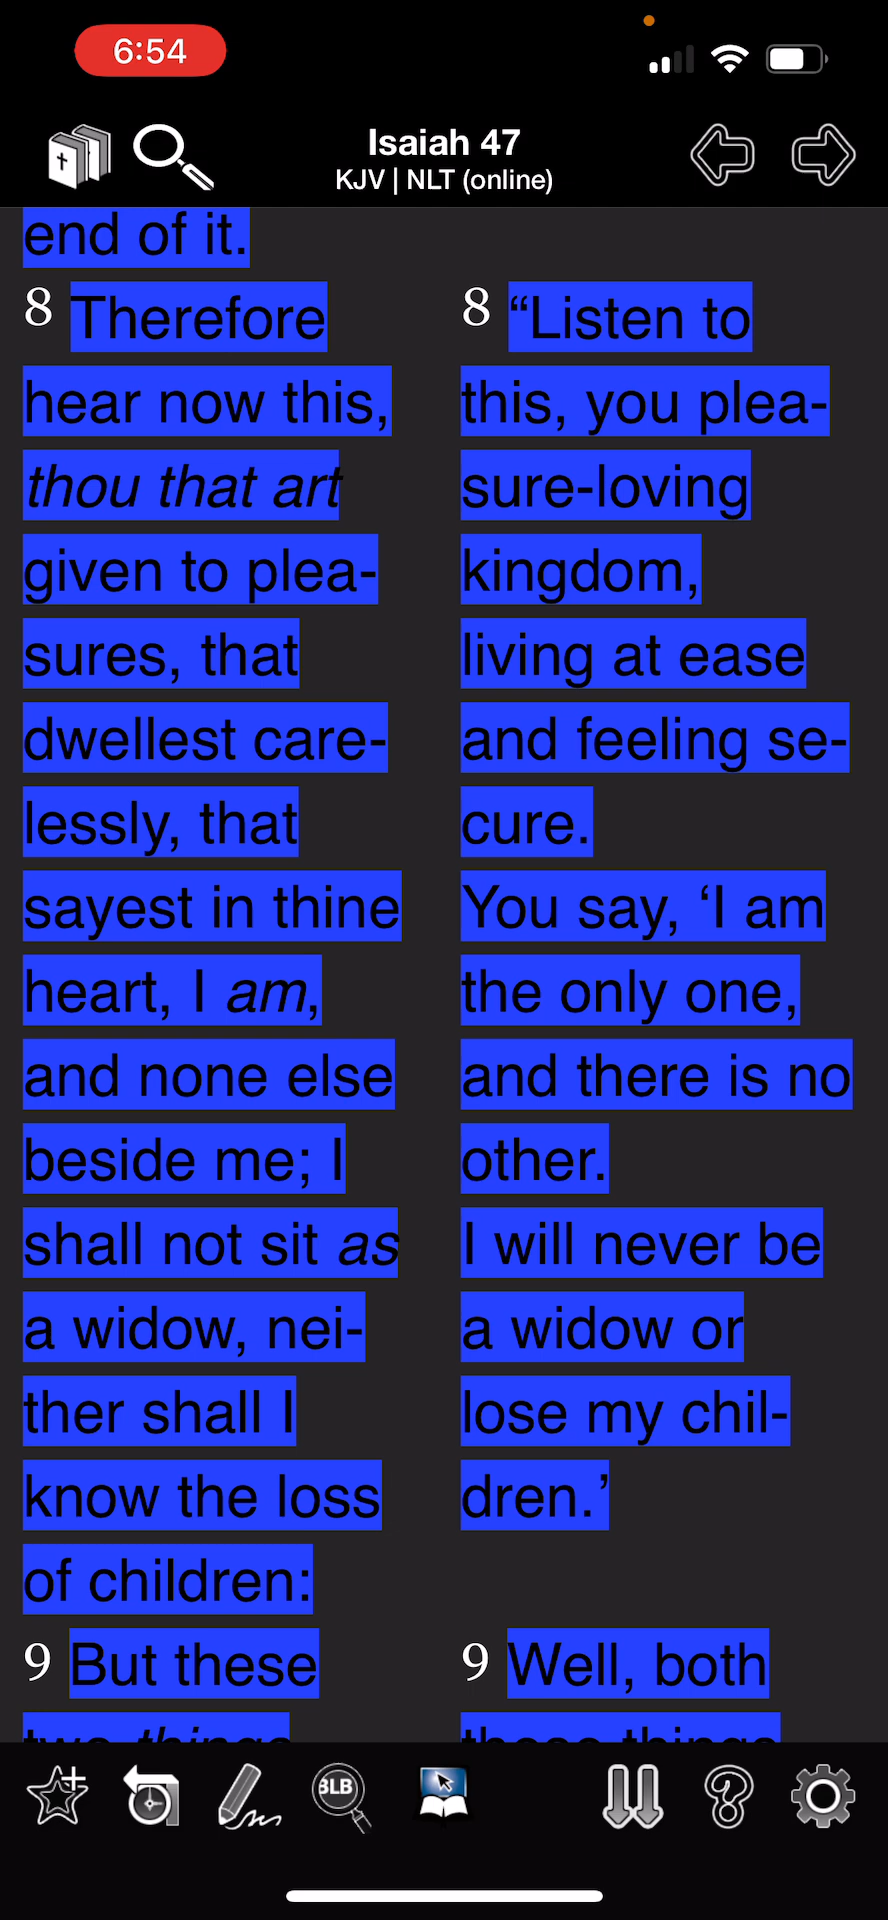 6:54
Isaiah 47
KJV | NLT (online)
end of it.
8 Therefore
hear now this,
thou that art
given to plea-
sures, that
dwellest care-
lessly, that
sayest in thine
heart, I am,
and none else
beside me; I
shall not sit as
a widow, nei-
ther shall I
know the loss
of children:
9 But these
two things
8 “Listen to
this, you plea-
sure-loving
kingdom,
living at ease
and feeling se-
cure.
You say, ‘I am
the only one,
and there is no
other.
I will never be
a widow or
lose my chil-
dren.’
9 Well, both
these things
BLB